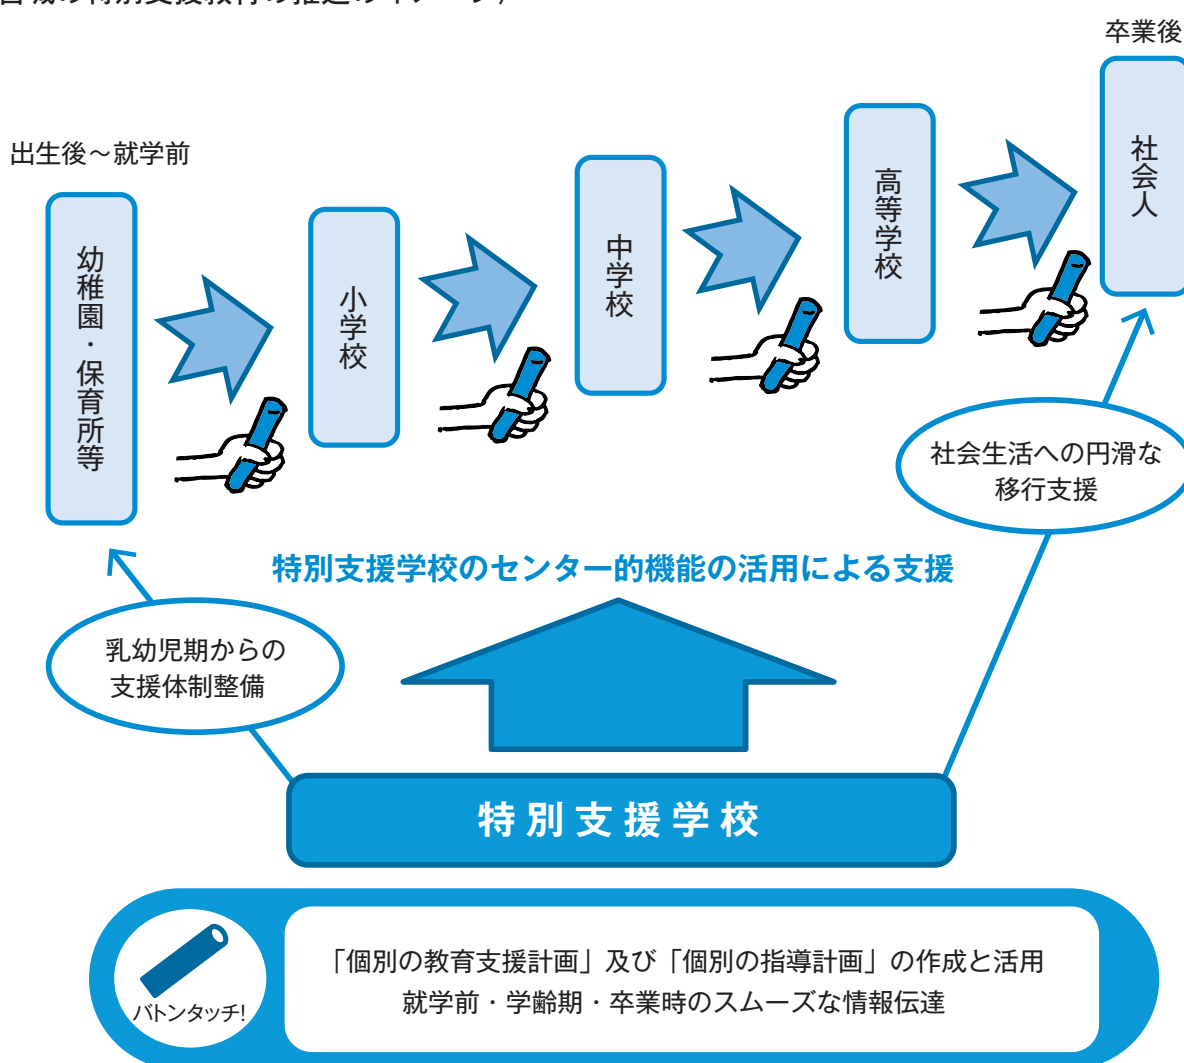 卒業後
出生後~就学前
幼稚園・保育所等
小学校
中学校
高等学校
社会人
社会生活への円滑な
移行支援
特別支援学校のセンター的機能の活用による支援
乳幼児期からの
支援体制整備
特別支援学校
バトンタッチ!
「個別の教育支援計画」及び「個別の指導計画」の作成と活用
就学前・学齢期・卒業時のスムーズな情報伝達